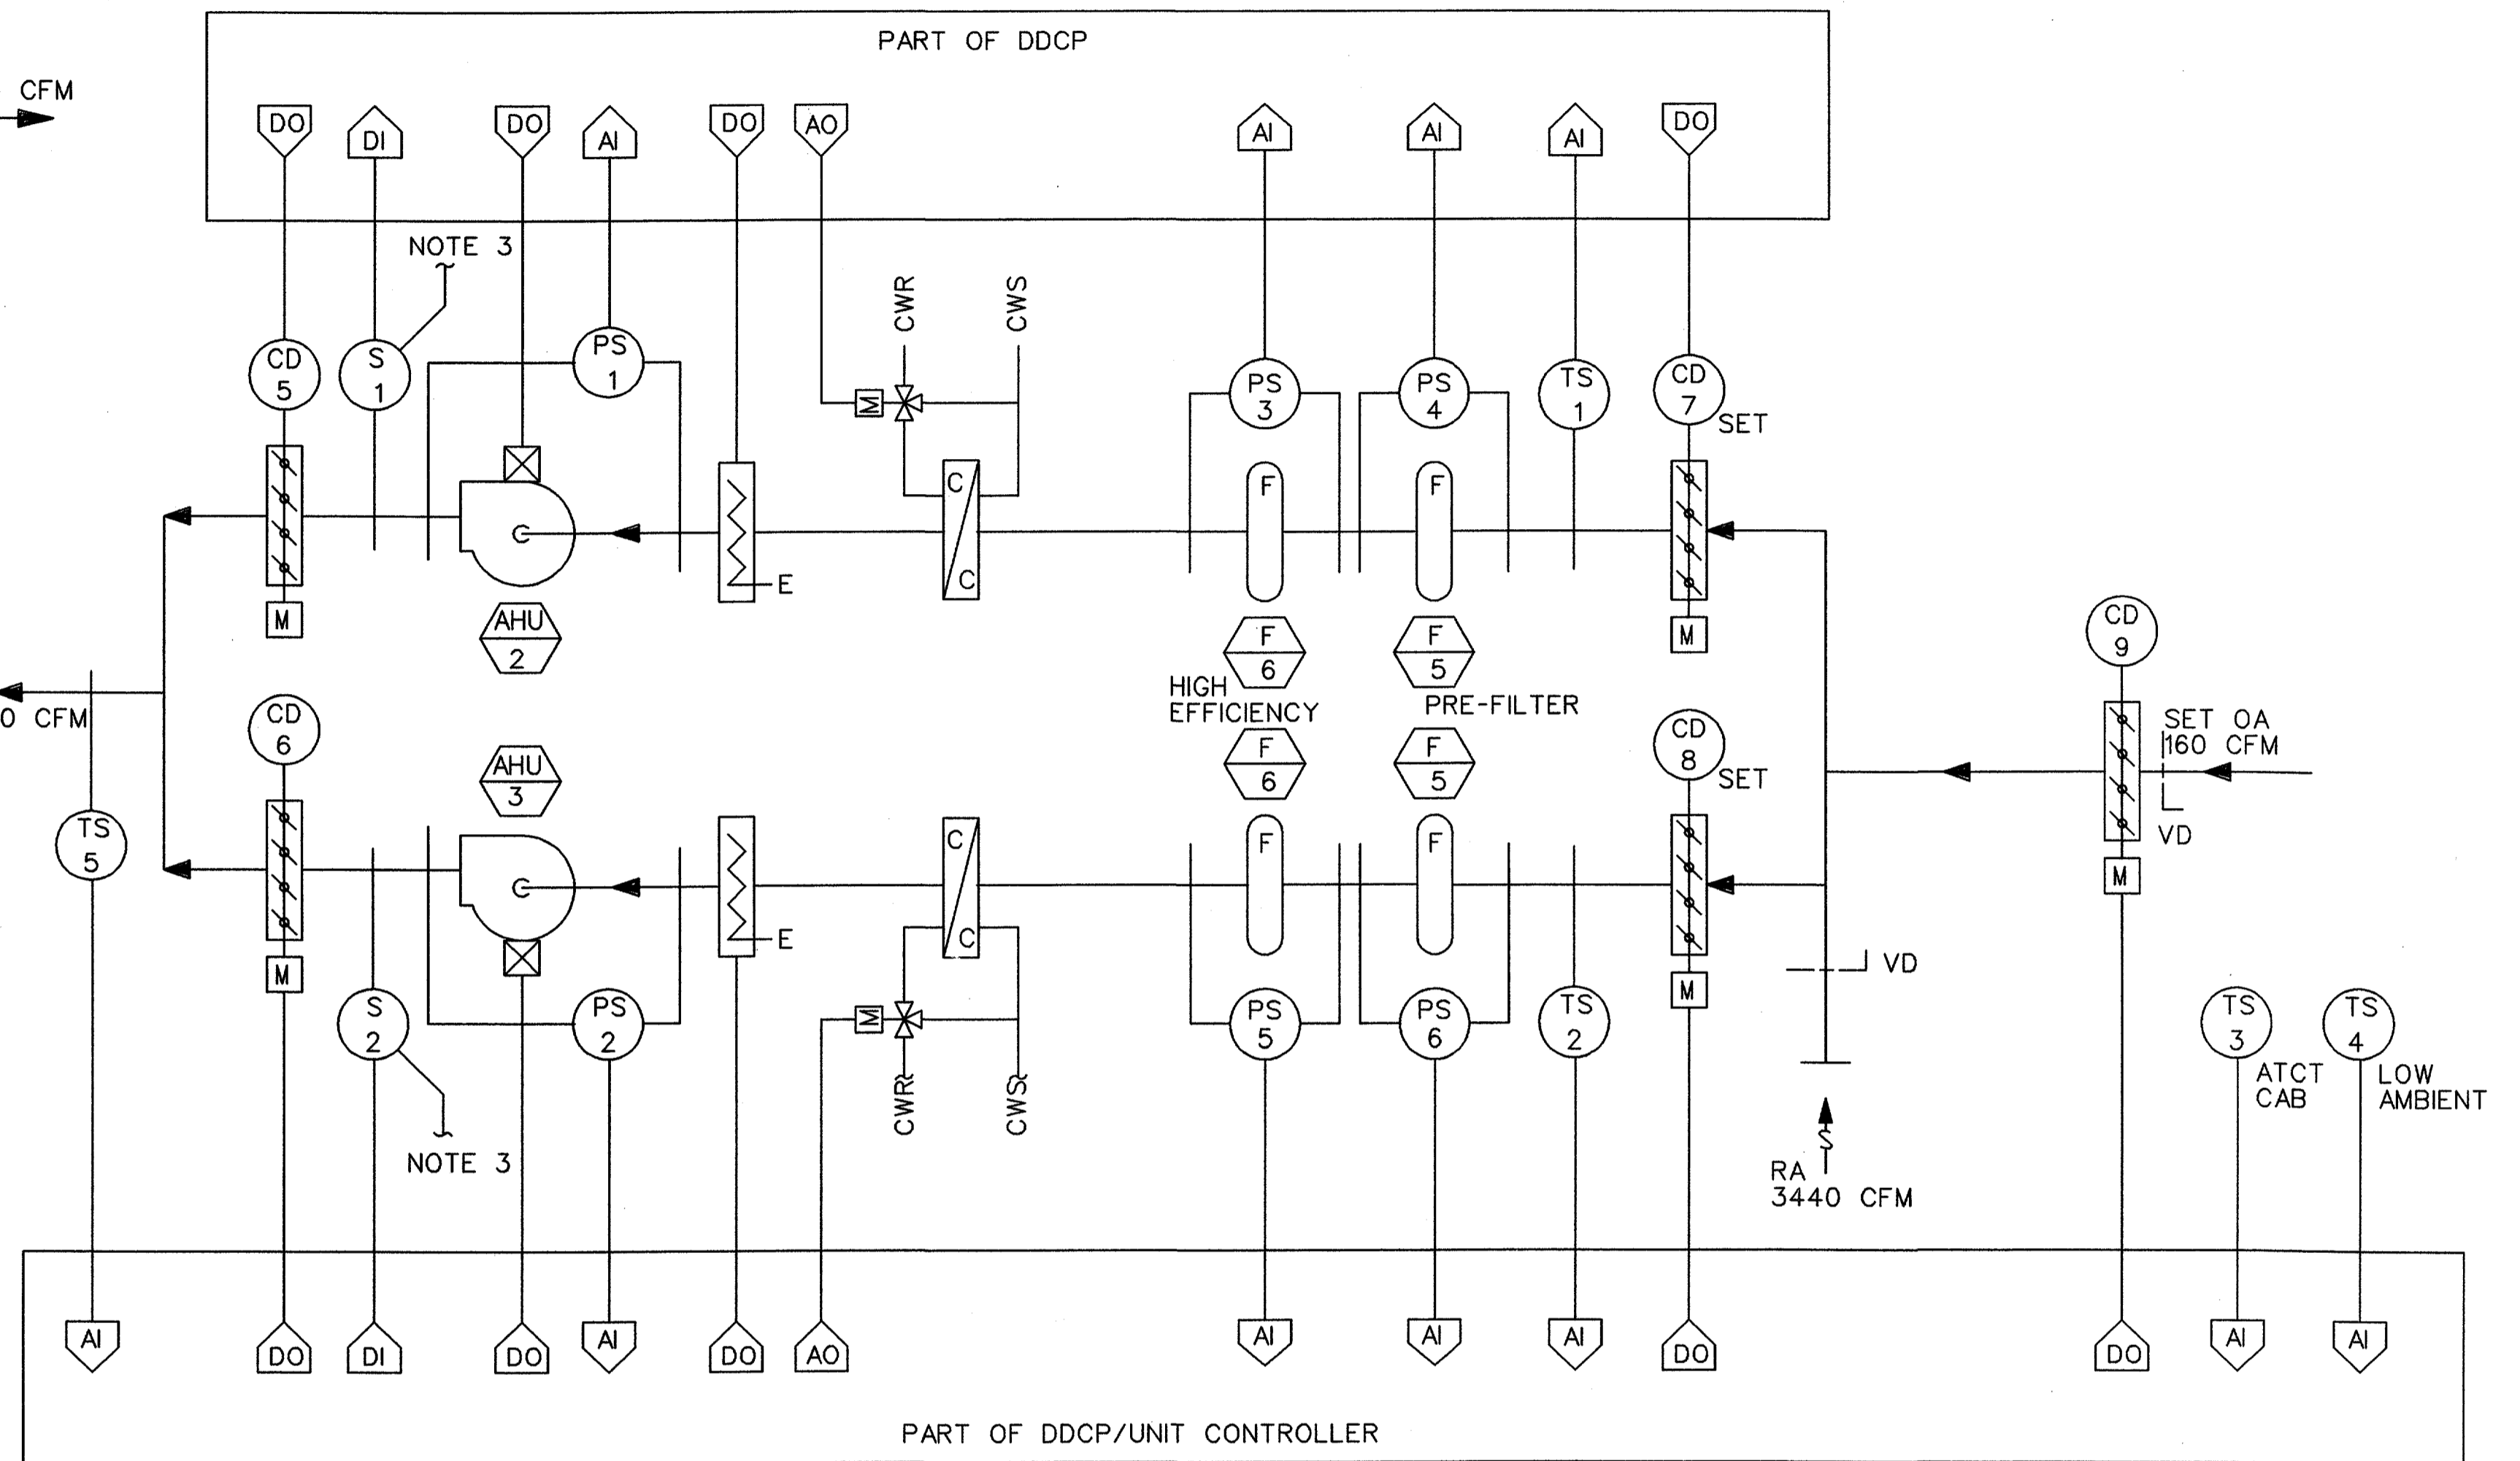 PART OF DDCP
CFM
DO
DI
DO
AI
DO
AO
AI
AI
AI
DO
NOTE 3
CWR
CWS
CD
5
S
1
PS
1
PS
3
PS
4
TS
1
CD
7
SET
M
C
C
F
F
C
E
C
M
M
AHU
2
F
6
F
5
CD
9
HIGH
EFFICIENCY
PRE-FILTER
0 CFM
CD
6
AHU
3
F
6
F
5
CD
8
SET
SET OA
160 CFM
VD
TS
5
C
F
F
M
C
E
C
M
M
VD
S
2
PS
2
M
PS
5
PS
6
TS
2
TS
3
TS
4
ATCT
CAB
LOW
AMBIENT
CWR
CWS
NOTE 3
RA
3440 CFM
AI
DO
DI
DO
AI
DO
AO
AI
AI
AI
DO
DO
AI
AI
PART OF DDCP/UNIT CONTROLLER